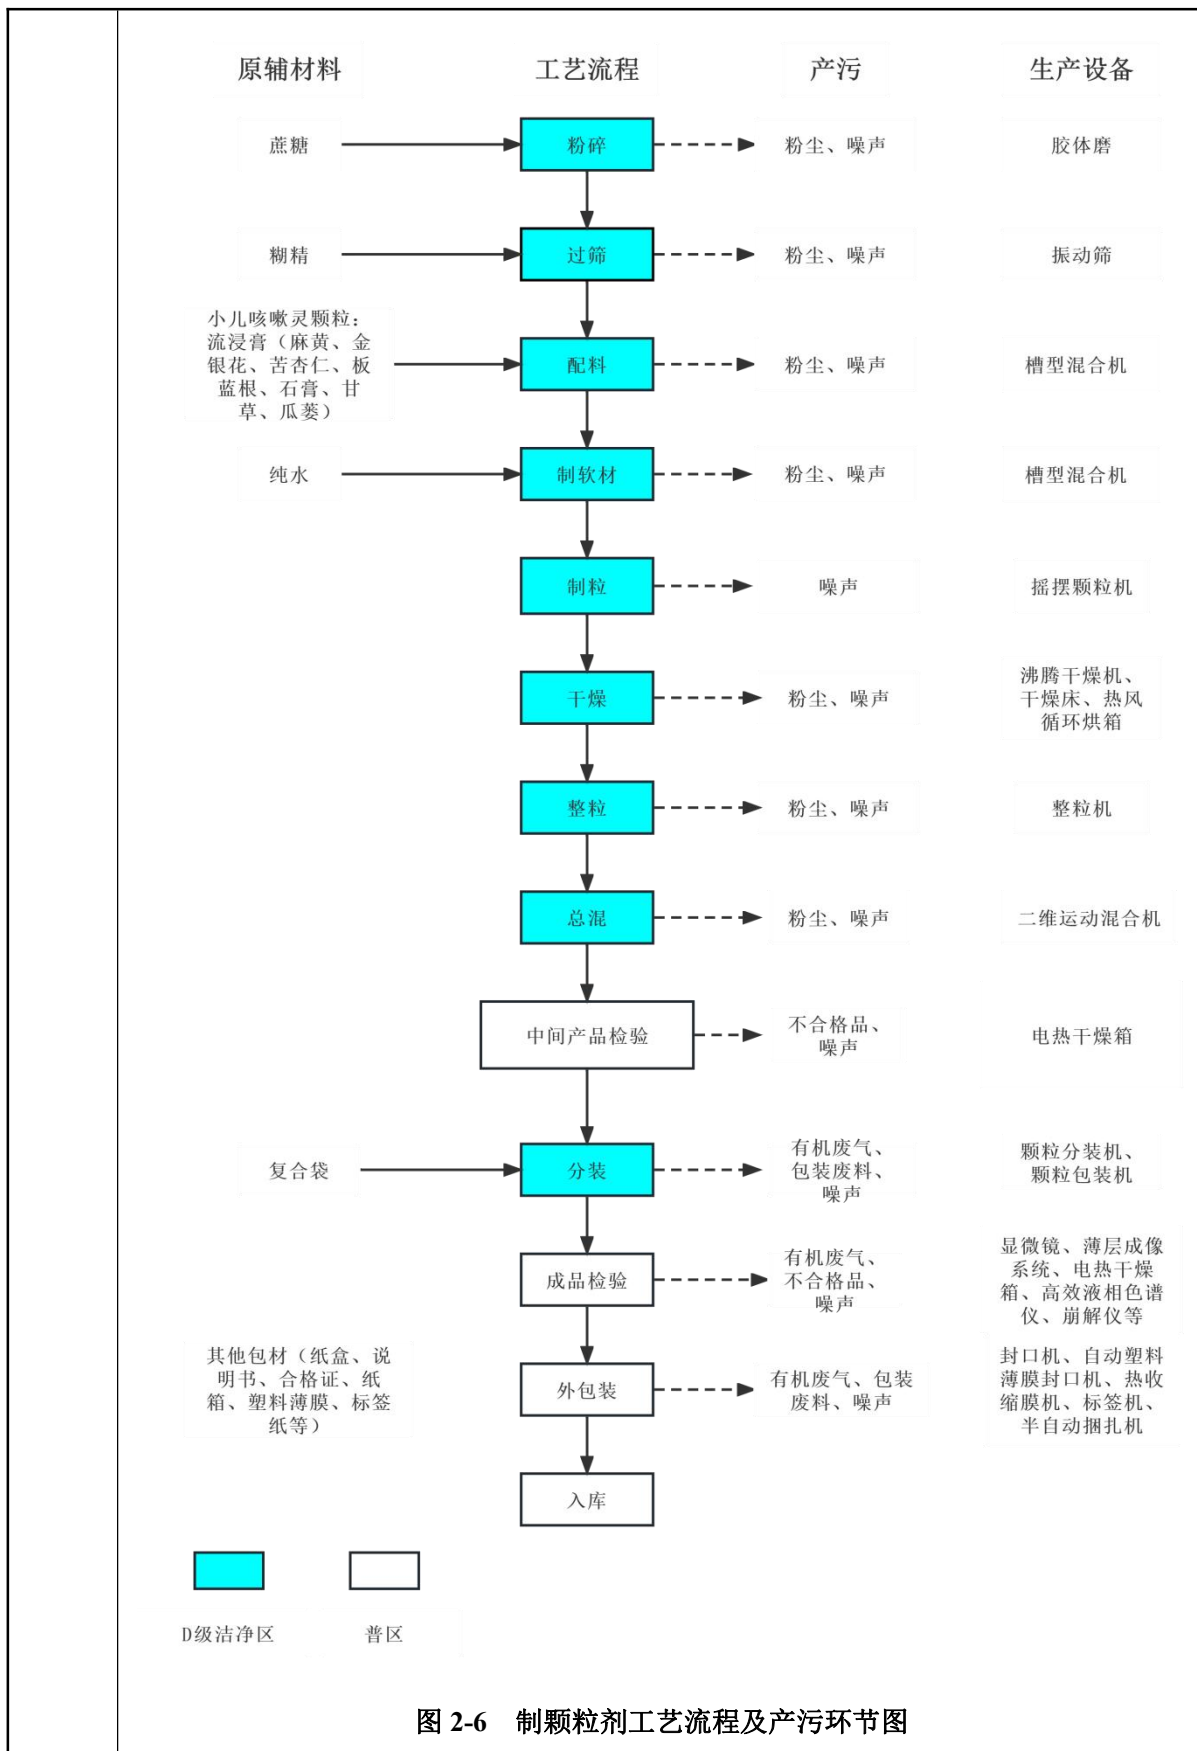 原辅材料 工艺流程 产污 生产设备
蔗糖 粉碎 粉尘、噪声 胶体磨
糊精 过筛 粉尘、噪声 振动筛
小儿咳嗽灵颗粒：
流浸膏（麻黄、金
银花、苦杏仁、板
蓝根、石膏、甘
草、瓜蒌）
配料 粉尘、噪声 槽型混合机
纯水 制软材 粉尘、噪声 槽型混合机
制粒 噪声 摇摆颗粒机
干燥 粉尘、噪声
沸腾干燥机、
干燥床、热风
循环烘箱
整粒 粉尘、噪声 整粒机
总混 粉尘、噪声 二维运动混合机
中间产品检验
不合格品、
噪声
电热干燥箱
复合袋 分装
有机废气、
包装废料、
噪声
颗粒分装机、
颗粒包装机
成品检验
有机废气、
不合格品、
噪声
显微镜、薄层成像
系统、电热干燥
箱、高效液相色谱
仪、崩解仪等
其他包材（纸盒、说
明书、合格证、纸
箱、塑料薄膜、标签
纸等）
外包装
有机废气、包装
废料、噪声
封口机、自动塑料
薄膜封口机、热收
缩膜机、标签机、
半自动捆扎机
入库
D级洁净区 普区
图 2-6 制颗粒剂工艺流程及产污环节图